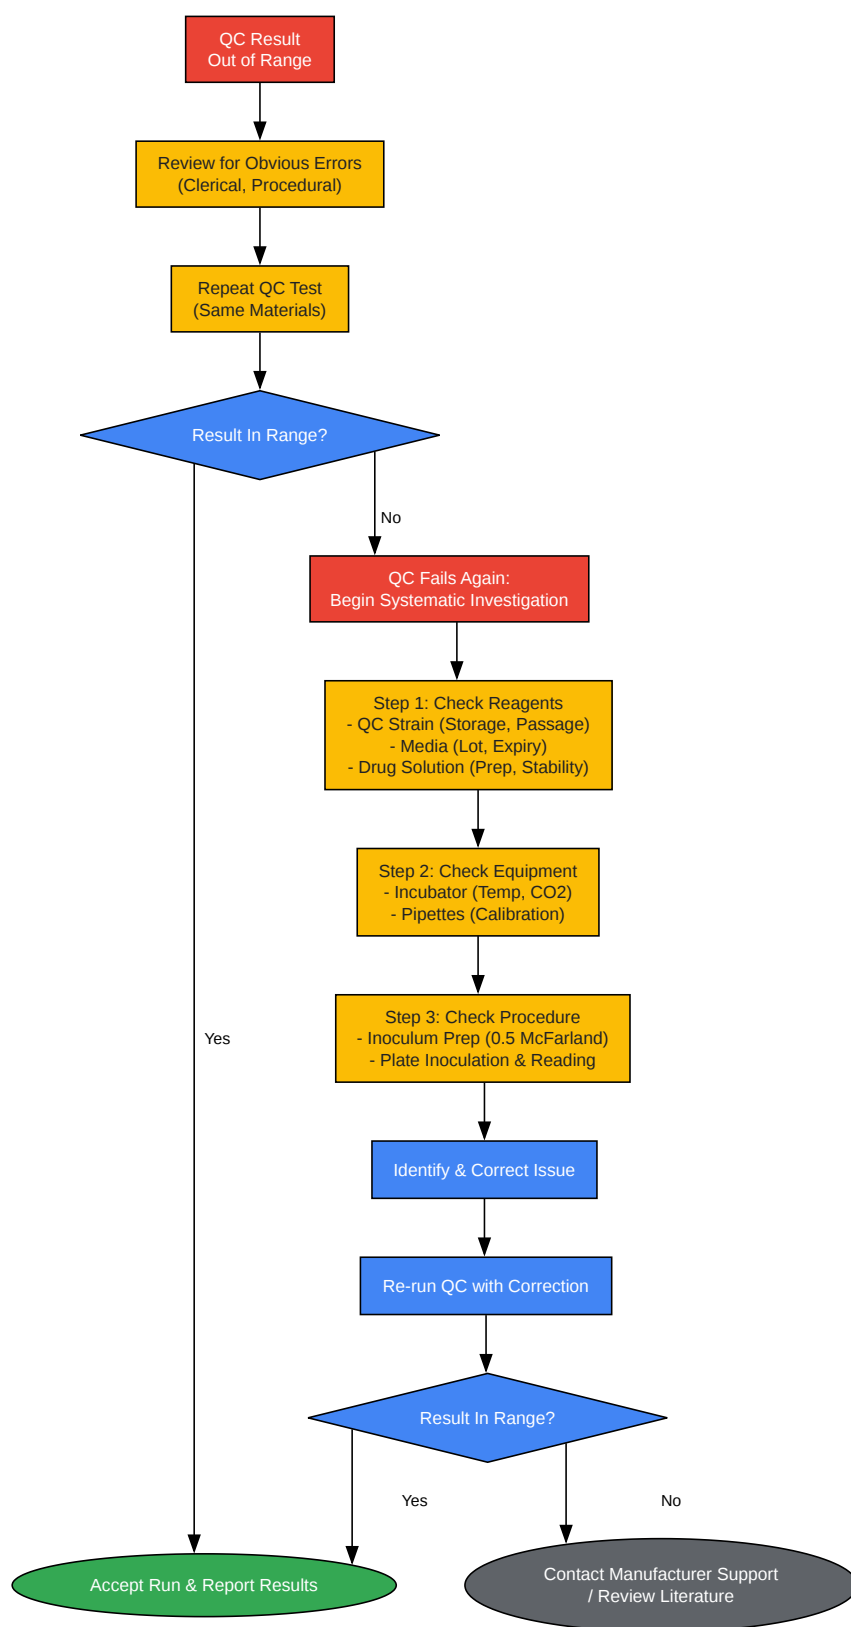 QC Result
Out of Range
Review for Obvious Errors
(Clerical, Procedural)
Repeat QC Test
(Same Materials)
Result In Range?
No
QC Fails Again:
Begin Systematic Investigation
Step 1: Check Reagents
- QC Strain (Storage, Passage)
- Media (Lot, Expiry)
- Drug Solution (Prep, Stability)
Step 2: Check Equipment
- Incubator (Temp, CO2)
- Pipettes (Calibration)
Step 3: Check Procedure
- Inoculum Prep (0.5 McFarland)
- Plate Inoculation & Reading
Yes
Identify & Correct Issue
Re-run QC with Correction
Result In Range?
Yes
No
Accept Run & Report Results
Contact Manufacturer Support
/ Review Literature